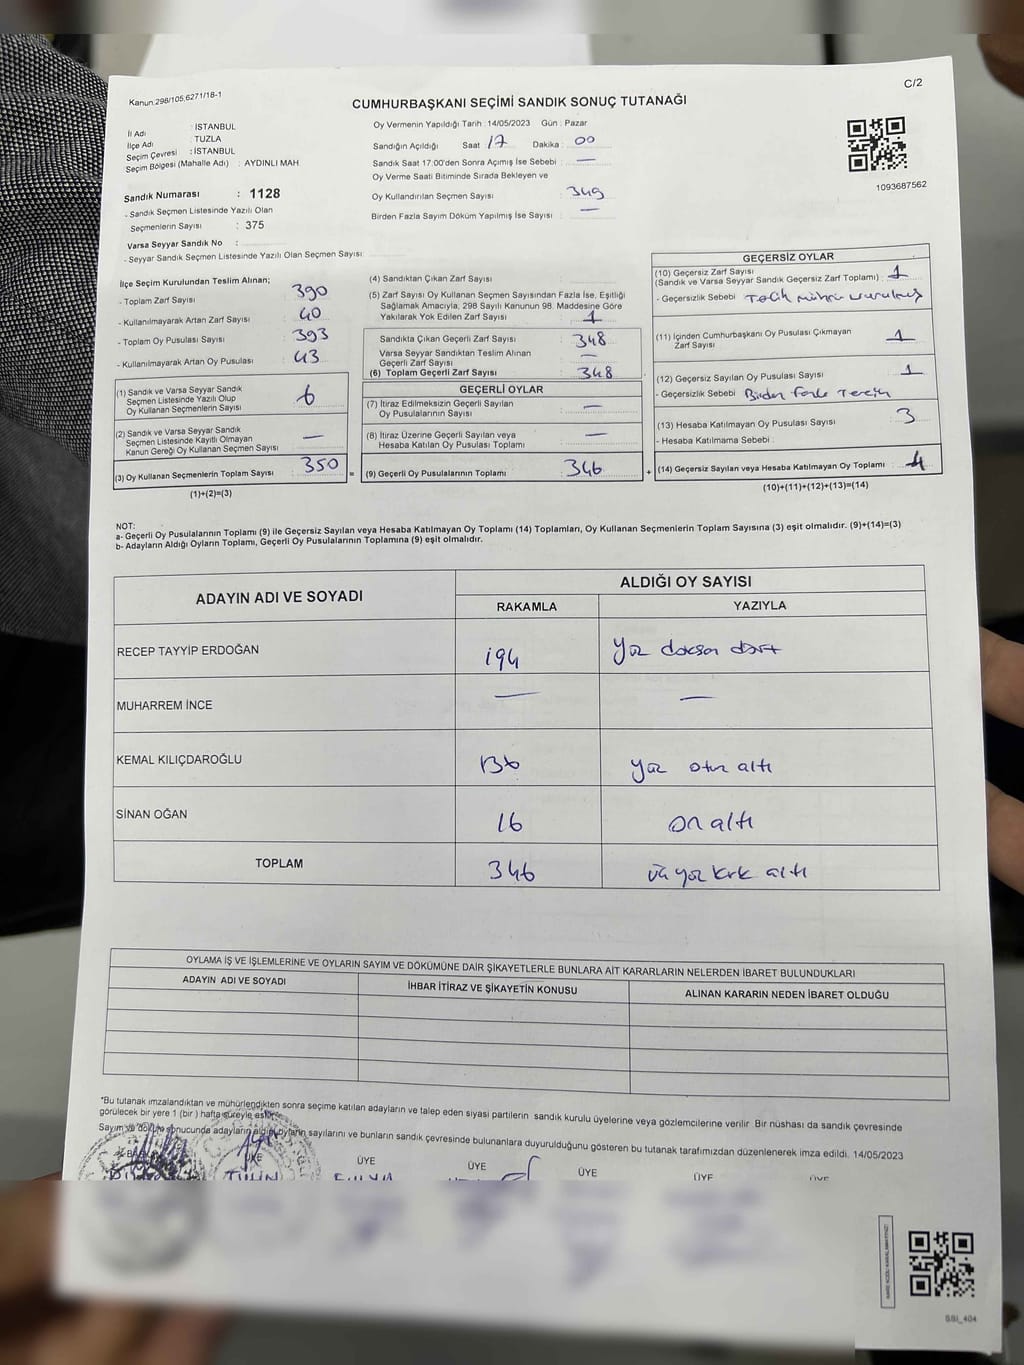 Kanun.298/105,6271/18-1
C/2
CUMHURBAŞKANI SEÇİMİ SANDIK SONUÇ TUTANAĞI
İl Adı : İSTANBUL
İlçe Adı : TUZLA
Seçim Çevresi : İSTANBUL
Seçim Bölgesi (Mahalle Adı) : AYDINLI MAH
Sandık Numarası : 1128
- Sandık Seçmen Listesinde Yazılı Olan
Seçmenlerin Sayısı : 375
Varsa Seyyar Sandık No :
- Seyyar Sandık Seçmen Listesinde Yazılı Olan Seçmen Sayısı
Oy Vermenin Yapıldığı Tarih : 14/05/2023 Gün : Pazar
Sandığın Açıldığı Saat 17 Dakika : 00
Sandık Saat 17:00'den Sonra Açımış İse Sebebi : —
Oy Verme Saati Bitiminde Sırada Bekleyen ve
Oy Kullandırılan Seçmen Sayısı : 349
Birden Fazla Sayım Döküm Yapılmış İse Sayısı : —
1093687562
İlçe Seçim Kurulundan Teslim Alınan;
- Toplam Zarf Sayısı 390
- Kullanılmayarak Artan Zarf Sayısı 40
- Toplam Oy Pusulası Sayısı 393
- Kullanılmayarak Artan Oy Pusulası 43
(1) Sandık ve Varsa Seyyar Sandık
Seçmen Listesinde Yazılı Olup
Oy Kullanan Seçmenlerin Sayısı 6
(2) Sandık ve Varsa Seyyar Sandık
Seçmen Listesinde Kayıtlı Olmayan
Kanun Gereği Oy Kullanan Seçmen Sayısı —
(3) Oy Kullanan Seçmenlerin Toplam Sayısı 350
(1)+(2)=(3)
(4) Sandıktan Çıkan Zarf Sayısı :
(5) Zarf Sayısı Oy Kullanan Seçmen Sayısından Fazla İse, Eşitliği
Sağlamak Amacıyla, 298 Sayılı Kanunun 98. Maddesine Göre
Yakılarak Yok Edilen Zarf Sayısı : 1
Sandıkta Çıkan Geçerli Zarf Sayısı : 348
Varsa Seyyar Sandıktan Teslim Alınan
Geçerli Zarf Sayısı : —
(6) Toplam Geçerli Zarf Sayısı : 348
GEÇERLİ OYLAR
(7) İtiraz Edilmeksizin Geçerli Sayılan
Oy Pusulalarının Sayısı : —
(8) İtiraz Üzerine Geçerli Sayılan veya
Hesaba Katılan Oy Pusulası Toplamı : —
= (9) Geçerli Oy Pusulalarının Toplamı : 346 +
GEÇERSİZ OYLAR
(10) Geçersiz Zarf Sayısı
(Sandık ve Varsa Seyyar Sandık Geçersiz Zarf Toplamı) : 1
- Geçersizlik Sebebi vurulmuş
(11) İçinden Cumhurbaşkanı Oy Pusulası Çıkmayan
Zarf Sayısı : 1
(12) Geçersiz Sayılan Oy Pusulası Sayısı : 1
- Geçersizlik Sebebi Birden fazla Tercih
(13) Hesaba Katılmayan Oy Pusulası Sayısı : 3
- Hesaba Katılmama Sebebi :
(14) Geçersiz Sayılan veya Hesaba Katılmayan Oy Toplamı : 4
(10)+(11)+(12)+(13)=(14)
NOT:
a- Geçerli Oy Pusulalarının Toplamı (9) ile Geçersiz Sayılan veya Hesaba Katılmayan Oy Toplamı (14) Toplamları, Oy Kullanan Seçmenlerin Toplam Sayısına (3) eşit olmalıdır. (9)+(14)=(3)
b- Adayların Aldığı Oyların Toplamı, Geçerli Oy Pusulalarının Toplamına (9) eşit olmalıdır.
ADAYIN ADI VE SOYADI ALDIĞI OY SAYISI
RAKAMLA YAZIYLA
RECEP TAYYİP ERDOĞAN 194 Yüz doksan dört
MUHARREM İNCE — —
KEMAL KILIÇDAROĞLU 136 yüz otuz altı
SİNAN OĞAN 16 on altı
TOPLAM 346 üç yüz kırk altı
OYLAMA İŞ VE İŞLEMLERİNE VE OYLARIN SAYIM VE DÖKÜMÜNE DAİR ŞİKAYETLERLE BUNLARA AİT KARARLARIN NELERDEN İBARET BULUNDUKLARI
ADAYIN ADI VE SOYADI İHBAR İTİRAZ VE ŞİKAYETİN KONUSU ALINAN KARARIN NEDEN İBARET OLDUĞU
*Bu tutanak imzalandıktan ve mühürlendikten sonra seçime katılan adayların ve talep eden siyasi partilerin sandık kurulu üyelerine veya gözlemcilerine verilir. Bir nüshası da sandık çevresinde
görülecek bir yere 1 (bir) hafta süreyle asılır.
Sayım ve döküm sonucunda adayların aldığı oyların sayılarını ve bunların sandık çevresinde bulunanlara duyurulduğunu gösteren bu tutanak tarafımızdan düzenlenerek imza edildi. 14/05/2023
BAŞKAN ÜYE ÜYE ÜYE ÜYE ÜYE ÜYE
TÜLİN FULYA
SSI_404